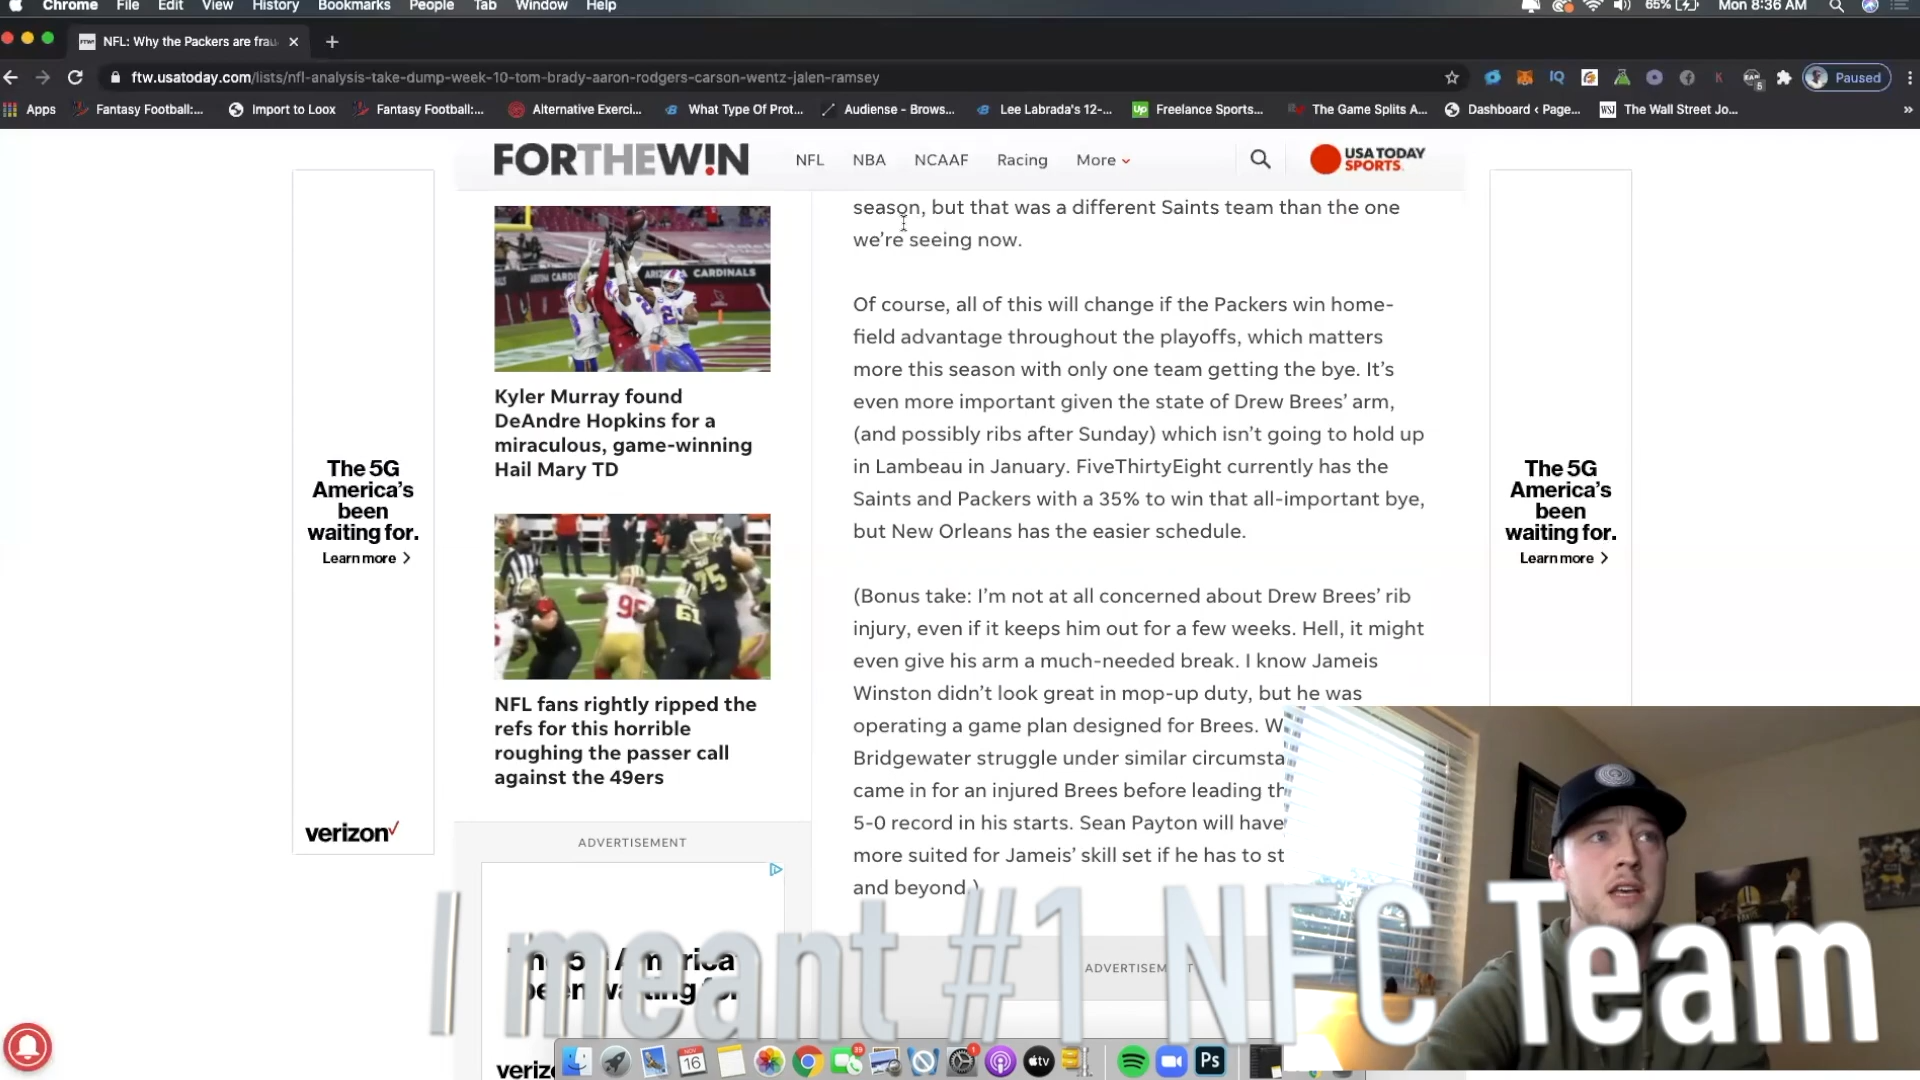 Chrome File Edit View History Bookmarks People Tab Window Help 65% Mon 8:36 AM
NFL: Why the Packers are frau
ftw.usatoday.com/lists/nfl-analysis-take-dump-week-10-tom-brady-aaron-rodgers-carson-wentz-jalen-ramsey Paused
Apps Fantasy Football:... Import to Loox Fantasy Football:... Alternative Exerci... What Type Of Prot... Audiense - Brows... Lee Labrada's 12-... Up Freelance Sports... The Game Splits A... Dashboard ‹ Page... WSJ The Wall Street Jo... »
FORTHEW!N NFL NBA NCAAF Racing More USA TODAY
SPORTS
The 5G
America's
been
waiting for.
Learn more >
verizon✓
Kyler Murray found
DeAndre Hopkins for a
miraculous, game-winning
Hail Mary TD
NFL fans rightly ripped the
refs for this horrible
roughing the passer call
against the 49ers
ADVERTISEMENT
season, but that was a different Saints team than the one
we're seeing now.
Of course, all of this will change if the Packers win home-
field advantage throughout the playoffs, which matters
more this season with only one team getting the bye. It's
even more important given the state of Drew Brees' arm,
(and possibly ribs after Sunday) which isn't going to hold up
in Lambeau in January. FiveThirtyEight currently has the
Saints and Packers with a 35% to win that all-important bye,
but New Orleans has the easier schedule.
(Bonus take: I'm not at all concerned about Drew Brees' rib
injury, even if it keeps him out for a few weeks. Hell, it might
even give his arm a much-needed break. I know Jameis
Winston didn't look great in mop-up duty, but he was
operating a game plan designed for Brees. W
Bridgewater struggle under similar circumsta
came in for an injured Brees before leading th
5-0 record in his starts. Sean Payton will have
more suited for Jameis' skill set if he has to st
and beyond.)
ADVERTISEMENT
The 5G
America's
been
waiting for.
Learn more >
I meant #1 NFC Team
NOV
16
tv
Ps